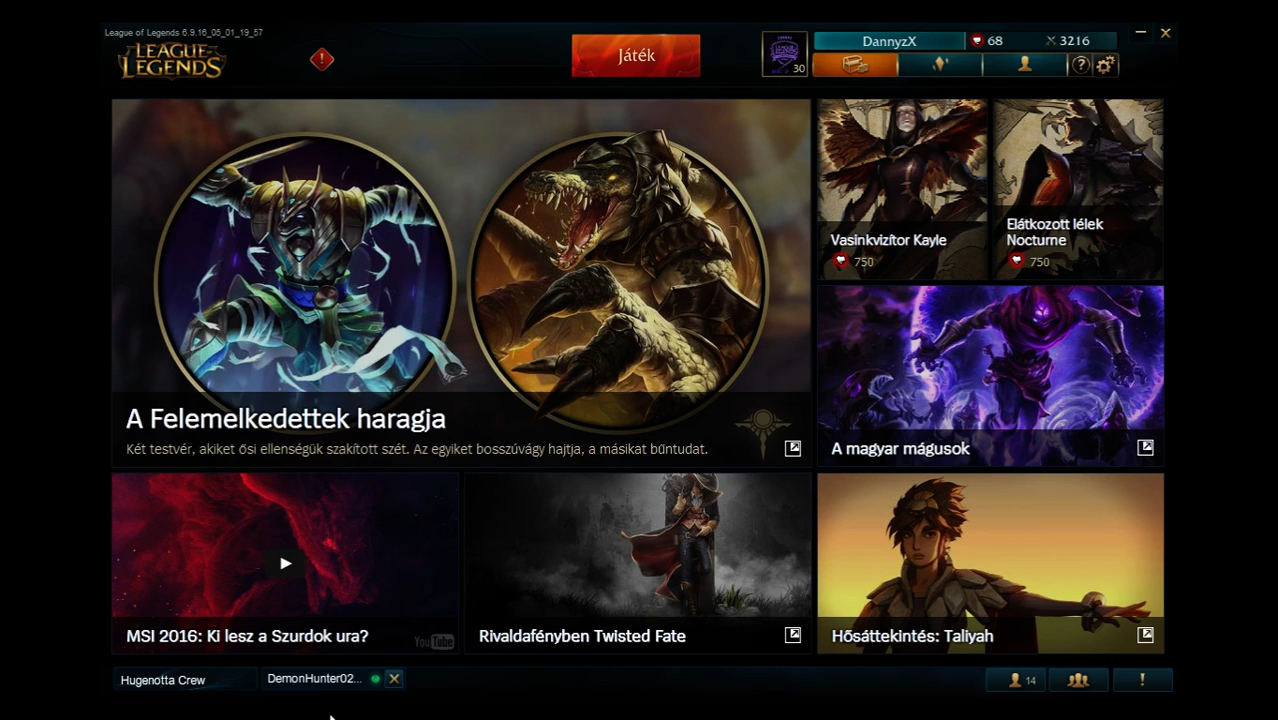 League of Legends 6.9.16_05_01_19_57
LEAGUE
OF
LEGENDS
Játék
30
DannyzX
68
3216
?
Vasinkvizítor Kayle
750
Elátkozott lélek
Nocturne
750
A Felemelkedettek haragja
Két testvér, akiket ősi ellenségük szakított szét. Az egyiket bosszúvágy hajtja, a másikat bűntudat.
A magyar mágusok
MSI 2016: Ki lesz a Szurdok ura?
YouTube
Rivaldafényben Twisted Fate
Hősáttekintés: Taliyah
Hugenotta Crew
DemonHunter02...
14